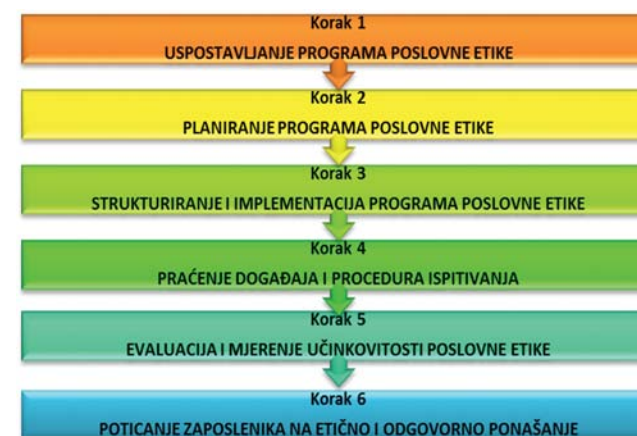 Korak 1
USPOSTAVLJANJE PROGRAMA POSLOVNE ETIKE
Korak 2
PLANIRANJE PROGRAMA POSLOVNE ETIKE
Korak 3
STRUKTURIRANJE I IMPLEMENTACIJA PROGRAMA POSLOVNE ETIKE
Korak 4
PRAĆENJE DOGAĐAJA I PROCEDURA ISPITIVANJA
Korak 5
EVALUACIJA I MJERENJE UČINKOVITOSTI POSLOVNE ETIKE
Korak 6
POTICANJE ZAPOSLENIKA NA ETIČNO I ODGOVORNO PONAŠANJE